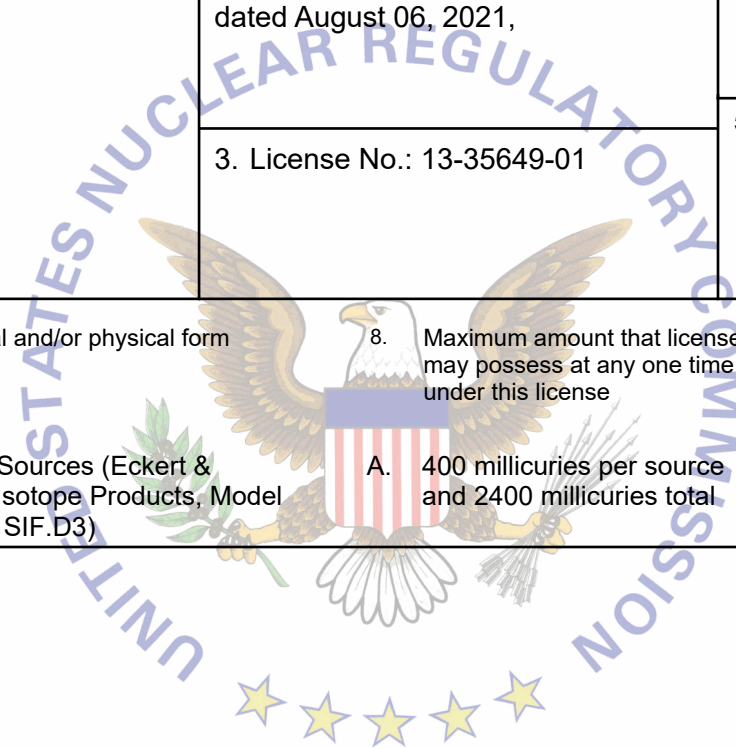 dated August 06, 2021,
3. License No.: 13-35649-01
and/or physical form
8. Maximum amount that
may possess at any one time
under this license
Sources (Eckert &
Isotope Products, Model
SIF.D3)
A. 400 millicuries per source
and 2400 millicuries total
UNITED STATES NUCLEAR REGULATORY COMMISSION